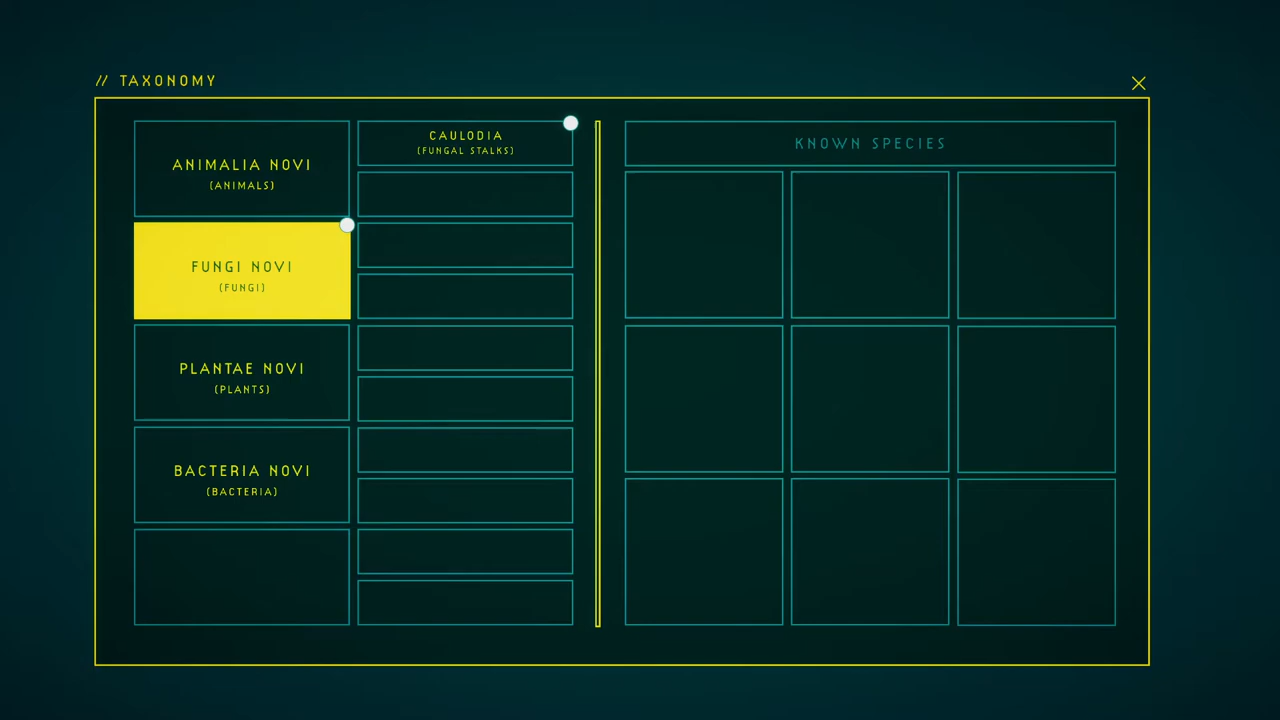 // TAXONOMY
ANIMALIA NOVI
(ANIMALS)
FUNGI NOVI
(FUNGI)
PLANTAE NOVI
(PLANTS)
BACTERIA NOVI
(BACTERIA)
CAULODIA
(FUNGAL STALKS)
KNOWN SPECIES